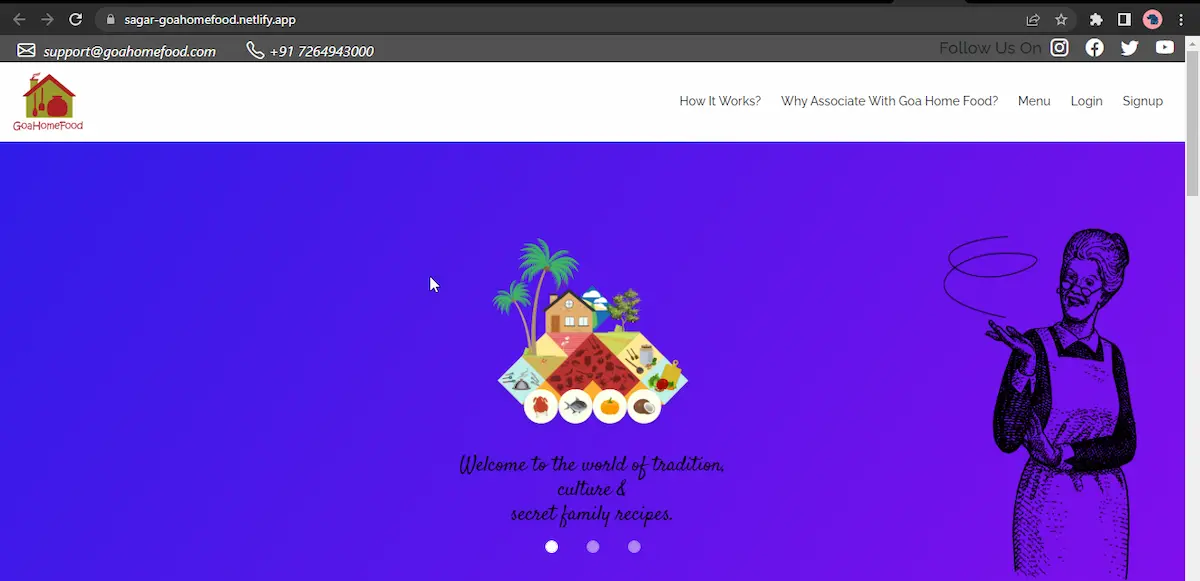 sagar-goahomefood.netlify.app
support@goahomefood.com +91 7264943000 Follow Us On
GoaHomeFood
How It Works? Why Associate With Goa Home Food? Menu Login Signup
Welcome to the world of tradition,
culture &
secret family recipes.